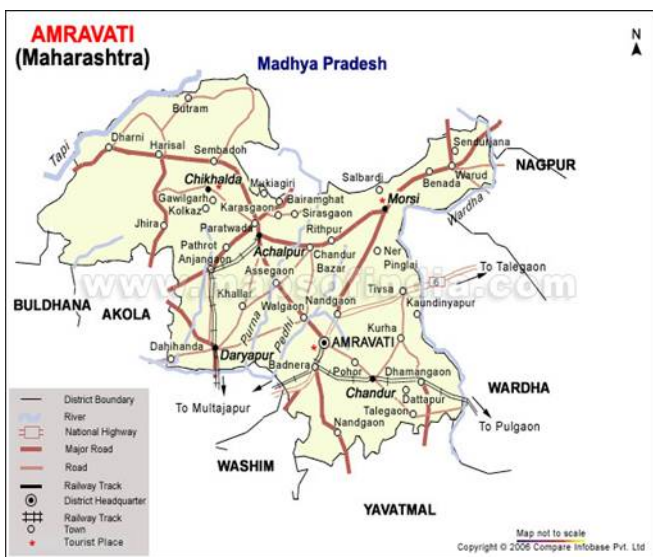 AMRAVATI
(Maharashtra)
N
Madhya Pradesh
Butram
Tapi
Dharni
Harisal
Sembadoh
Sendurjana
NAGPUR
Chikhalda
Mukiagiri
Salbardi
Benada
Warud
Gawilgarh
Bairamghat
Morsi
Kolkaz
Karasgaon
Sirasgaon
Wardha
Jhira
Paratwada
Rithpur
Pathrot
Achalpur
Chandur
Bazar
Ner
Pinglai
Anjangaon
Assegaon
To Talegaon
www.mapsofindia.com
6
BULDHANA
AKOLA
Khallar
Purna
Pedhi
Walgaon
Nandgaon
Tivsa
Kaundinyapur
Kurha
Dahihanda
Daryapur
AMRAVATI
Badnera
Pohor
Dhamangaon
WARDHA
Chandur
Dattapur
To Multajapur
Talegaon
To Pulgaon
Nandgaon
WASHIM
YAVATMAL
District Boundary
River
National Highway
Major Road
Road
Railway Track
District Headquarter
Railway Track
Town
Tourist Place
Map not to scale
Copyright © 2006 Compare Infobase Pvt. Ltd